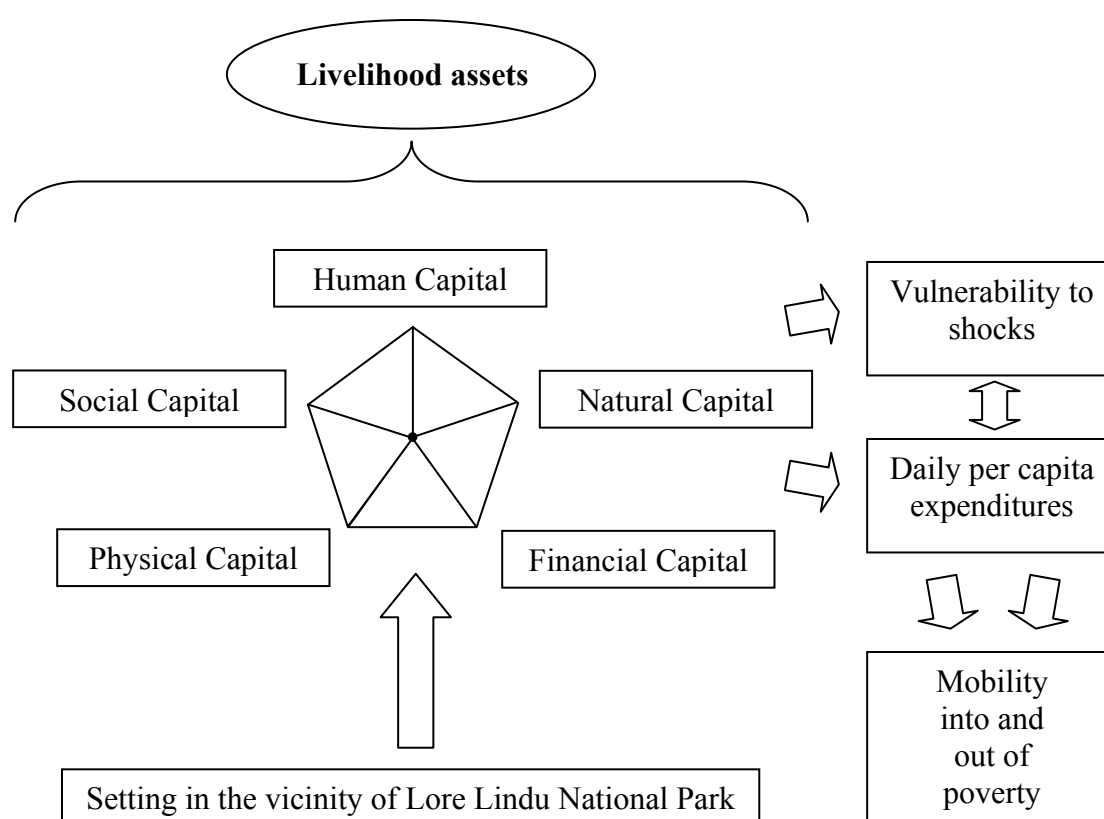 Livelihood assets
Human Capital
Social Capital
Natural Capital
Physical Capital
Financial Capital
Setting in the vicinity of Lore Lindu National Park
Vulnerability to
shocks
Daily per capita
expenditures
Mobility
into and
out of
poverty